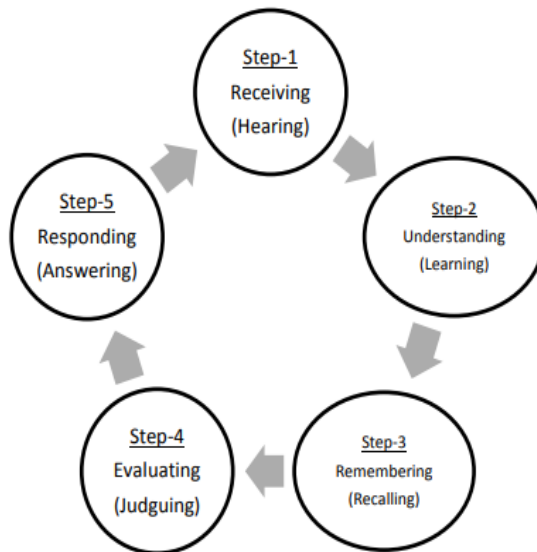 Step-1
Receiving
(Hearing)
Step-2
Understanding
(Learning)
Step-3
Remembering
(Recalling)
Step-4
Evaluating
(Judguing)
Step-5
Responding
(Answering)